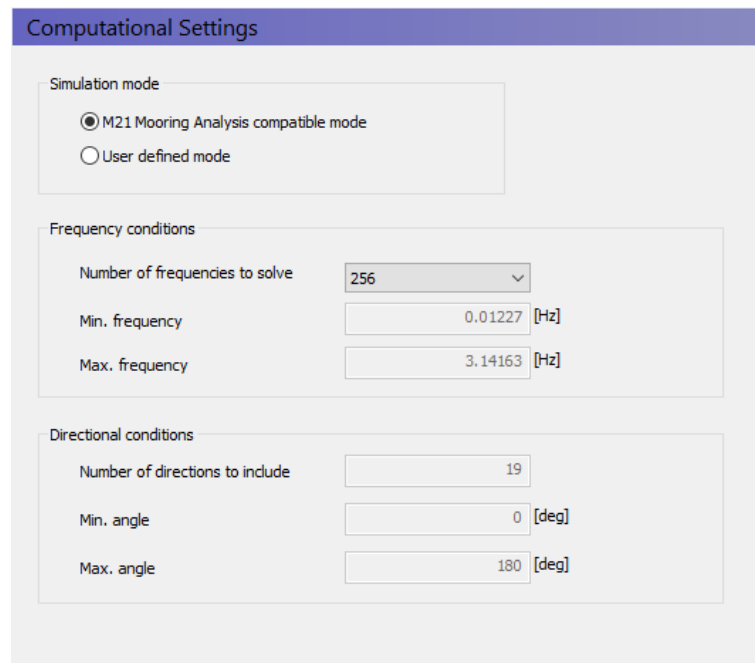 Computational Settings
Simulation mode
M21 Mooring Analysis compatible mode
User defined mode
Frequency conditions
Number of frequencies to solve 256
Min. frequency 0.01227 [Hz]
Max. frequency 3.14163 [Hz]
Directional conditions
Number of directions to include 19
Min. angle 0 [deg]
Max. angle 180 [deg]